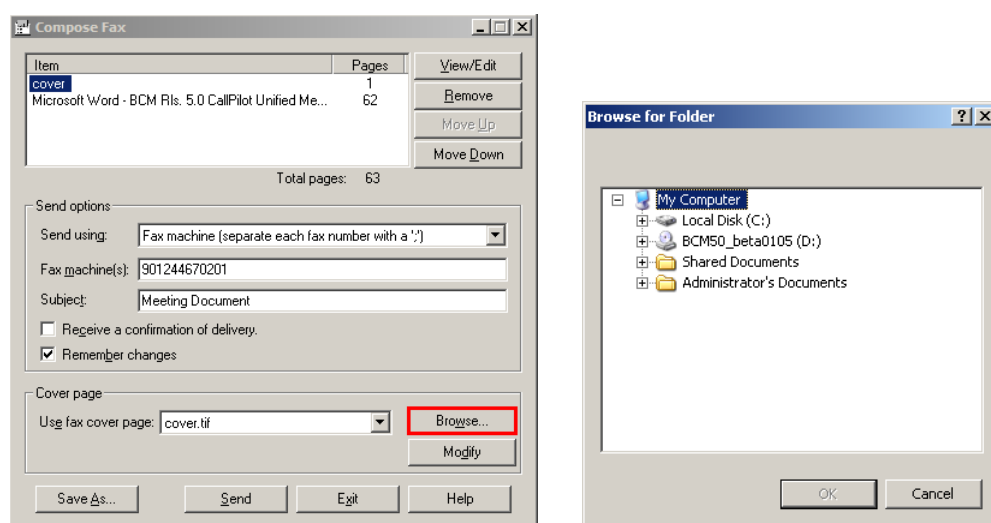 Compose Fax
Item Pages
cover 1
Microsoft Word - BCM Rls. 5.0 CallPilot Unified Me... 62
View/Edit
Remove
Move Up
Move Down
Total pages: 63
Send options
Send using: Fax machine (separate each fax number with a ';')
Fax machine(s): 901244670201
Subject: Meeting Document
Receive a confirmation of delivery.
Remember changes
Cover page
Use fax cover page: cover.tif
Browse...
Modify
Save As... Send Exit Help
Browse for Folder
My Computer
Local Disk (C:)
BCM50_beta0105 (D:)
Shared Documents
Administrator's Documents
OK Cancel